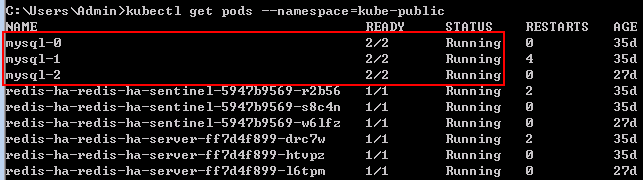 C:\Users\Admin>kubectl get pods --namespace=kube-public
NAME READY STATUS RESTARTS AGE
mysql-0 2/2 Running 0 35d
mysql-1 2/2 Running 4 35d
mysql-2 2/2 Running 0 27d
redis-ha-redis-ha-sentinel-5947b9569-r2b56 1/1 Running 2 35d
redis-ha-redis-ha-sentinel-5947b9569-s8c4n 1/1 Running 0 35d
redis-ha-redis-ha-sentinel-5947b9569-w6lfz 1/1 Running 0 27d
redis-ha-redis-ha-server-ff7d4f899-drc7w 1/1 Running 2 35d
redis-ha-redis-ha-server-ff7d4f899-htvpz 1/1 Running 0 35d
redis-ha-redis-ha-server-ff7d4f899-l6tpm 1/1 Running 0 27d